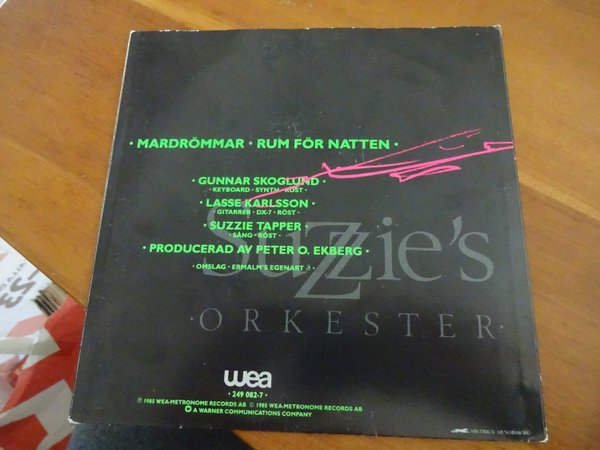 · MARDRÖMMAR · RUM FÖR NATTEN ·
· GUNNAR SKOGLUND ·
· KEYBOARD · SYNTH · RÖST ·
· LASSE KARLSSON ·
· GITARRER · DX-7 · RÖST ·
· SUZZIE TAPPER ·
· SÅNG · RÖST ·
· PRODUCERAD AV PETER O. EKBERG ·
· OMSLAG · ERMALM'S EGENART
Suzzie's
· ORKESTER ·
wea
· 249 082-7 ·
℗ 1985 WEA-METRONOME RECORDS AB © 1985 WEA-METRONOME RECORDS AB
A WARNER COMMUNICATIONS COMPANY